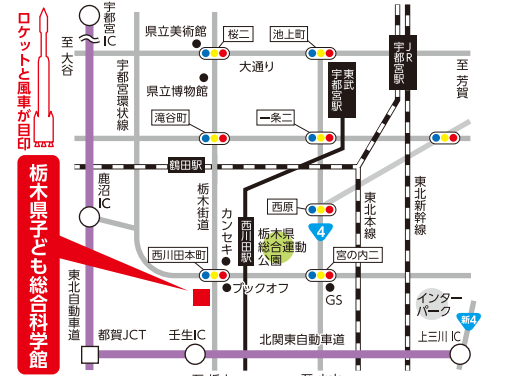 ロケットと風車が目印
至 大谷
宇都宮IC
県立美術館
桜二
池上町
大通り
JR
宇都宮駅
至 芳賀
宇都宮環状線
県立博物館
東武
宇都宮駅
滝谷町
一条二
鶴田駅
栃木県子ども総合科学館
鹿沼IC
栃木街道
カンセキ
西川田駅
西原
4
栃木県
総合運動
公園
東北本線
東北新幹線
西川田本町
宮の内二
ブックオフ
GS
インター
パーク
新4
東北自動車道
都賀JCT
壬生IC
北関東自動車道
上三川IC